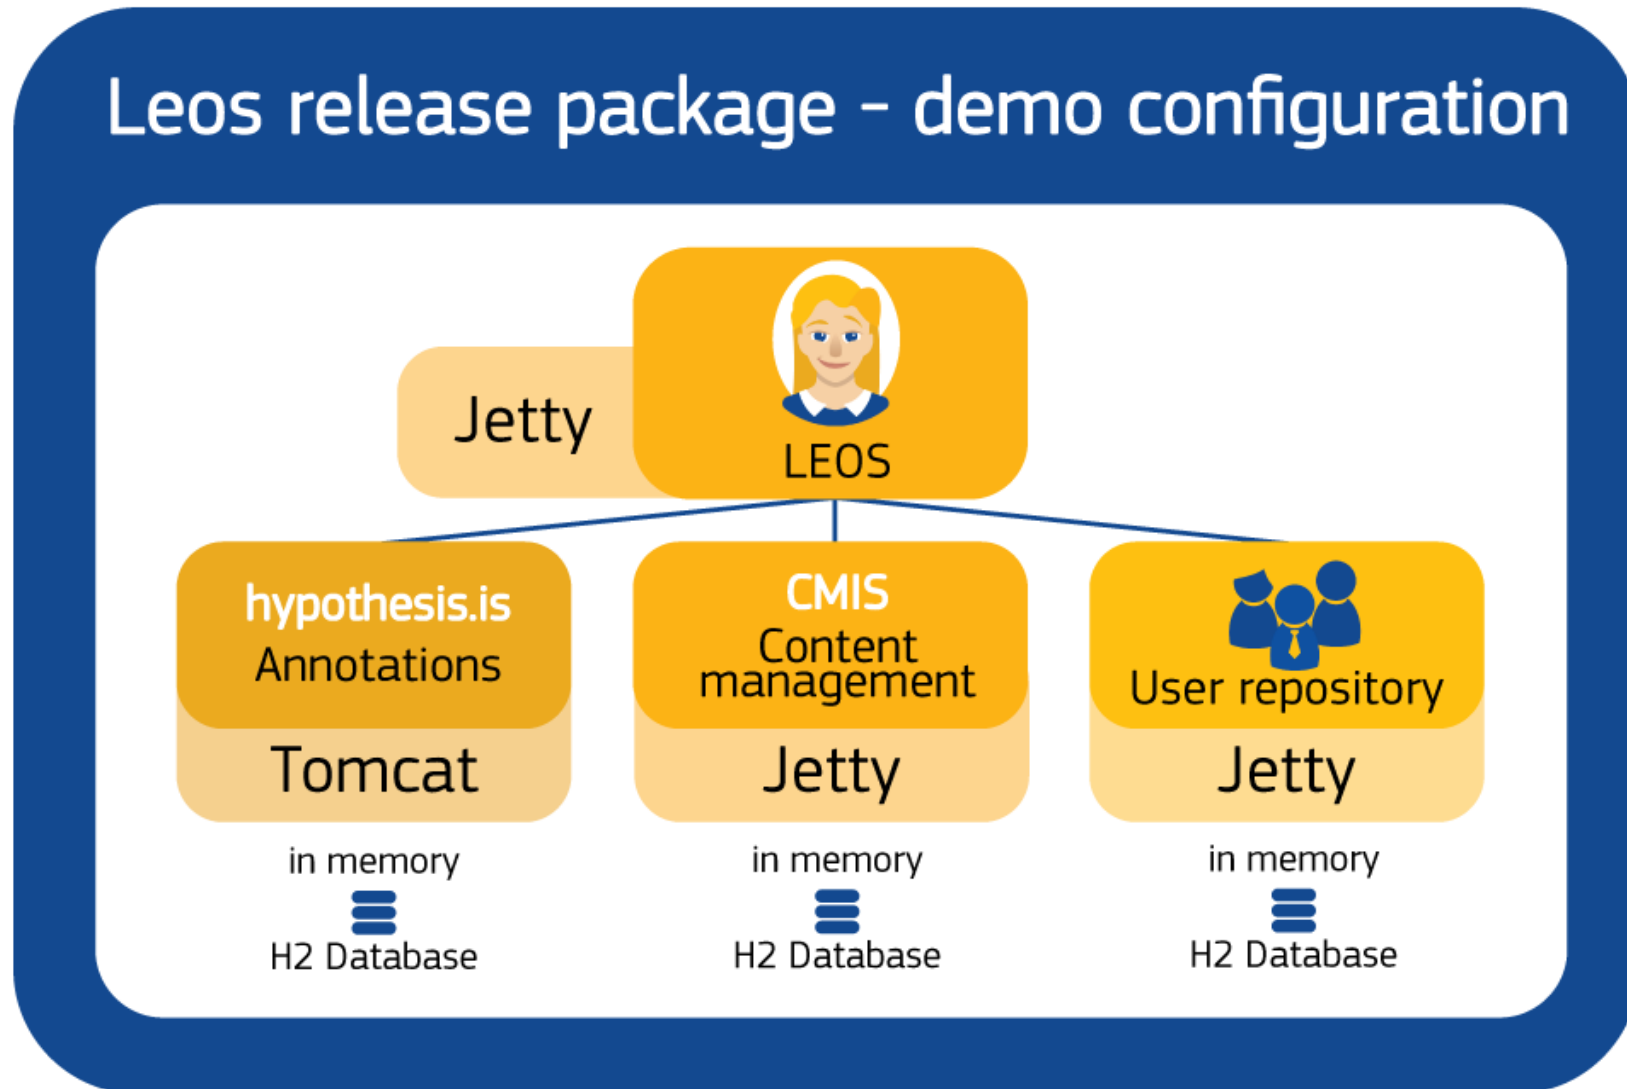 Leos release package - demo configuration
Jetty
LEOS
hypothesis.is
Annotations
Tomcat
in memory
H2 Database
CMIS
Content
management
Jetty
in memory
H2 Database
User repository
Jetty
in memory
H2 Database